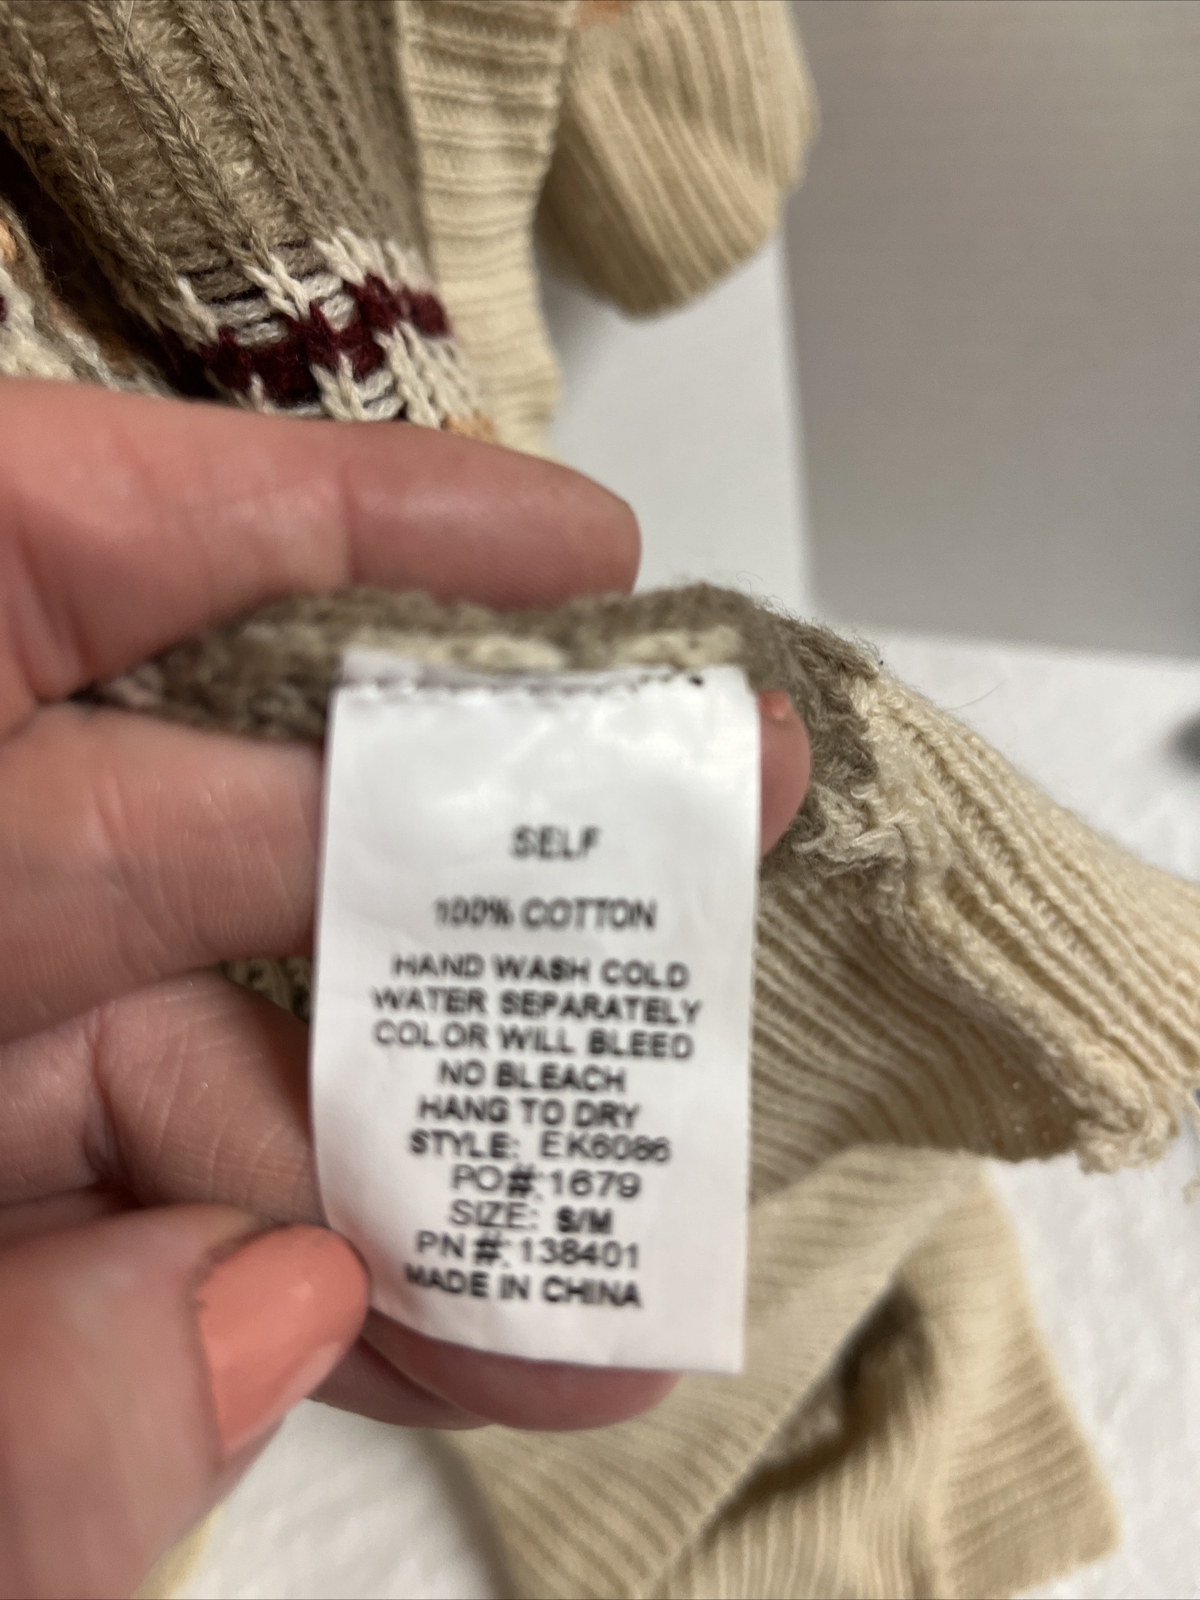 SELF
100% COTTON
HAND WASH COLD
WATER SEPARATELY
COLOR WILL BLEED
NO BLEACH
HANG TO DRY
STYLE: EK6086
PO#: 1679
SIZE: S/M
PN #: 138401
MADE IN CHINA